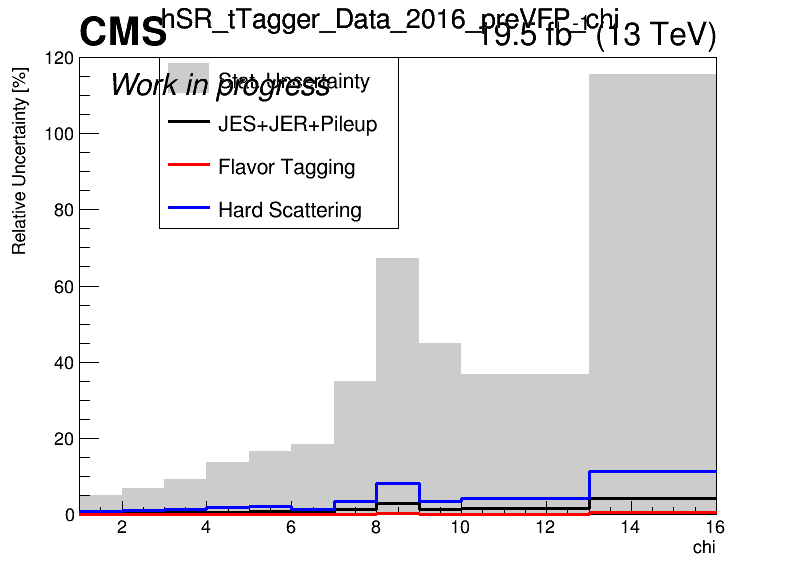 hSR_tTagger_Data_2016_preVFP_chi
CMS
19.5 fb⁻¹ (13 TeV)
Work in progress
Stat. Uncertainty
JES+JER+Pileup
Flavor Tagging
Hard Scattering
Relative Uncertainty [%]
120
100
80
60
40
20
0
2 4 6 8 10 12 14 16
chi